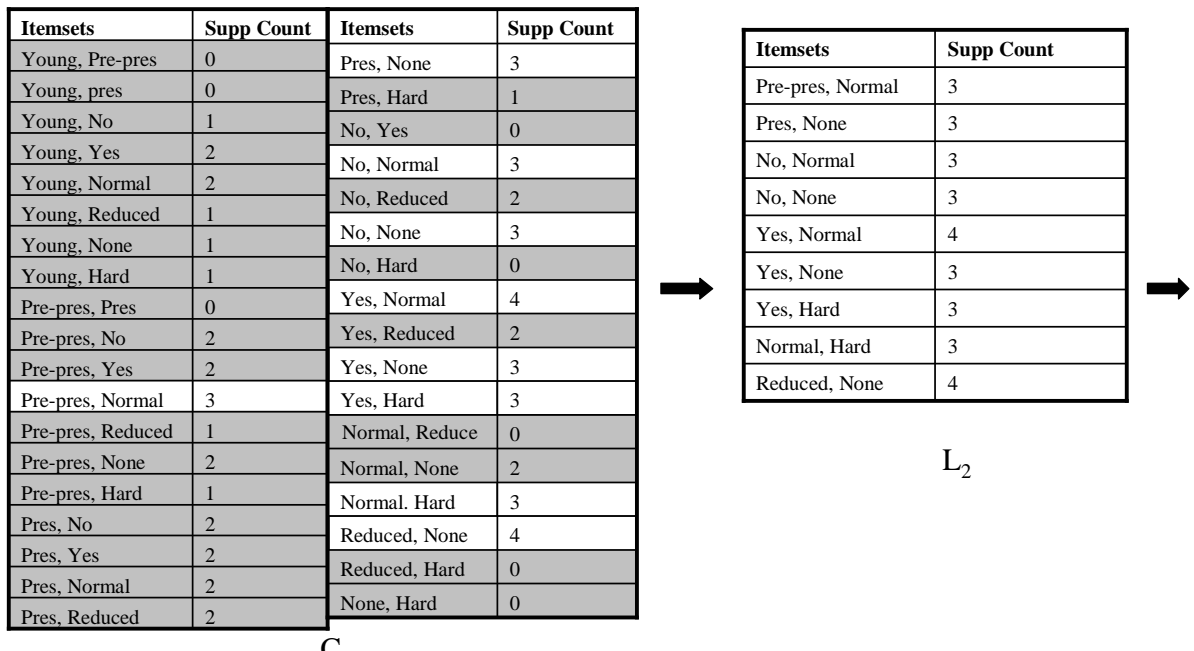 Itemsets Supp Count
Young, Pre-pres 0
Young, pres 0
Young, No 1
Young, Yes 2
Young, Normal 2
Young, Reduced 1
Young, None 1
Young, Hard 1
Pre-pres, Pres 0
Pre-pres, No 2
Pre-pres, Yes 2
Pre-pres, Normal 3
Pre-pres, Reduced 1
Pre-pres, None 2
Pre-pres, Hard 1
Pres, No 2
Pres, Yes 2
Pres, Normal 2
Pres, Reduced 2
Itemsets Supp Count
Pres, None 3
Pres, Hard 1
No, Yes 0
No, Normal 3
No, Reduced 2
No, None 3
No, Hard 0
Yes, Normal 4
Yes, Reduced 2
Yes, None 3
Yes, Hard 3
Normal, Reduce 0
Normal, None 2
Normal. Hard 3
Reduced, None 4
Reduced, Hard 0
None, Hard 0
Itemsets Supp Count
Pre-pres, Normal 3
Pres, None 3
No, Normal 3
No, None 3
Yes, Normal 4
Yes, None 3
Yes, Hard 3
Normal, Hard 3
Reduced, None 4
L2